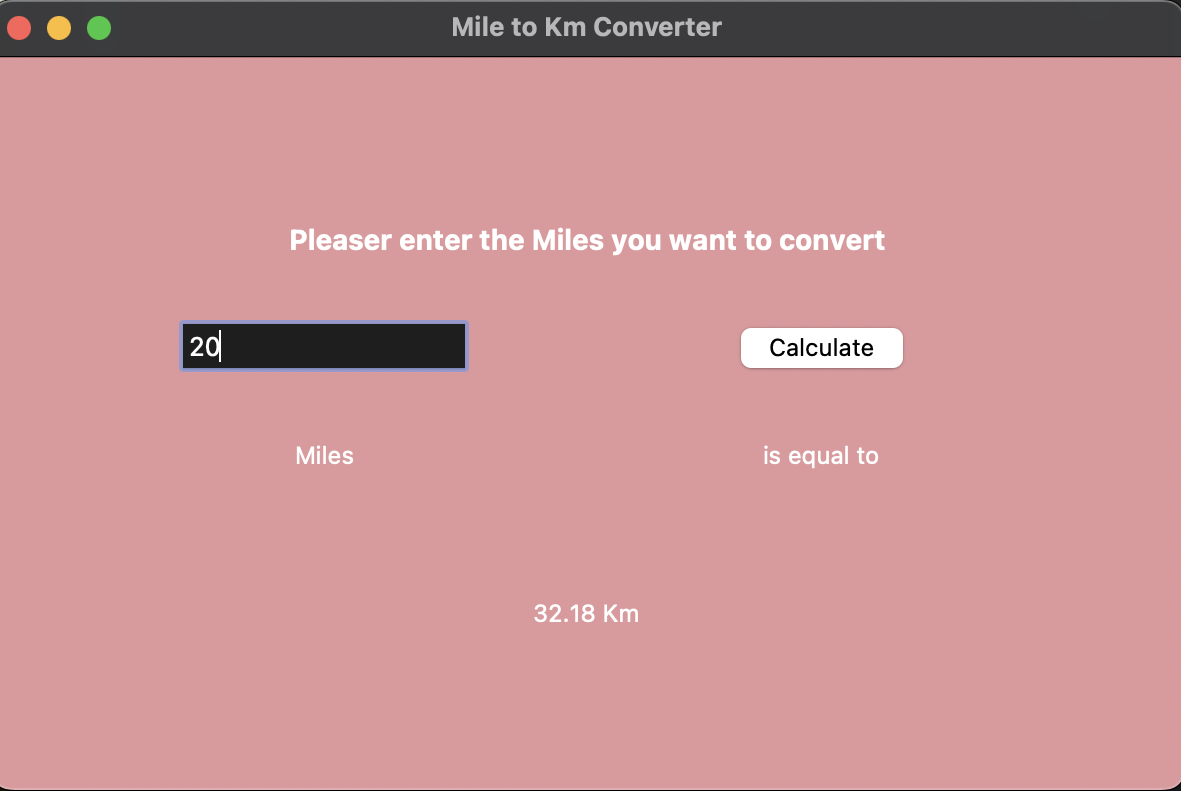 Mile to Km Converter
Pleaser enter the Miles you want to convert
20
Calculate
Miles
is equal to
32.18 Km